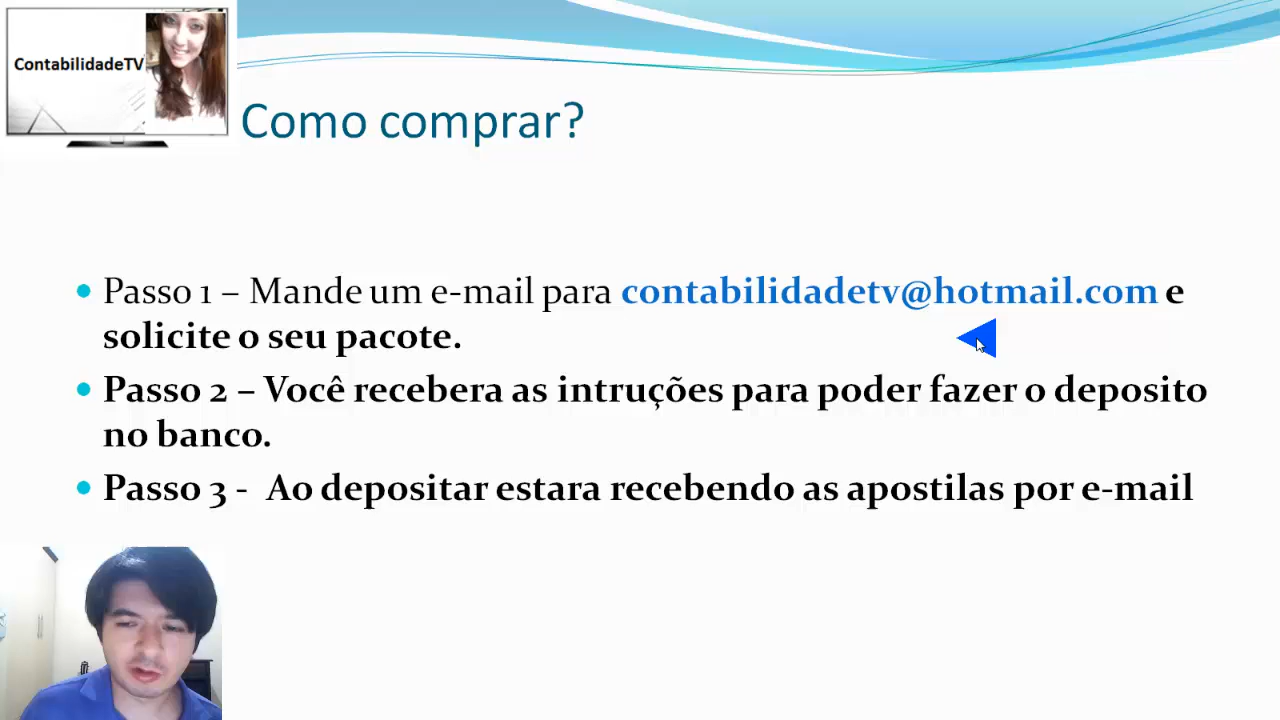 ContabilidadeTV
Como comprar?
• Passo 1 – Mande um e-mail para contabilidadetv@hotmail.com e
solicite o seu pacote.
• Passo 2 – Você recebera as intruções para poder fazer o deposito
no banco.
• Passo 3 - Ao depositar estara recebendo as apostilas por e-mail